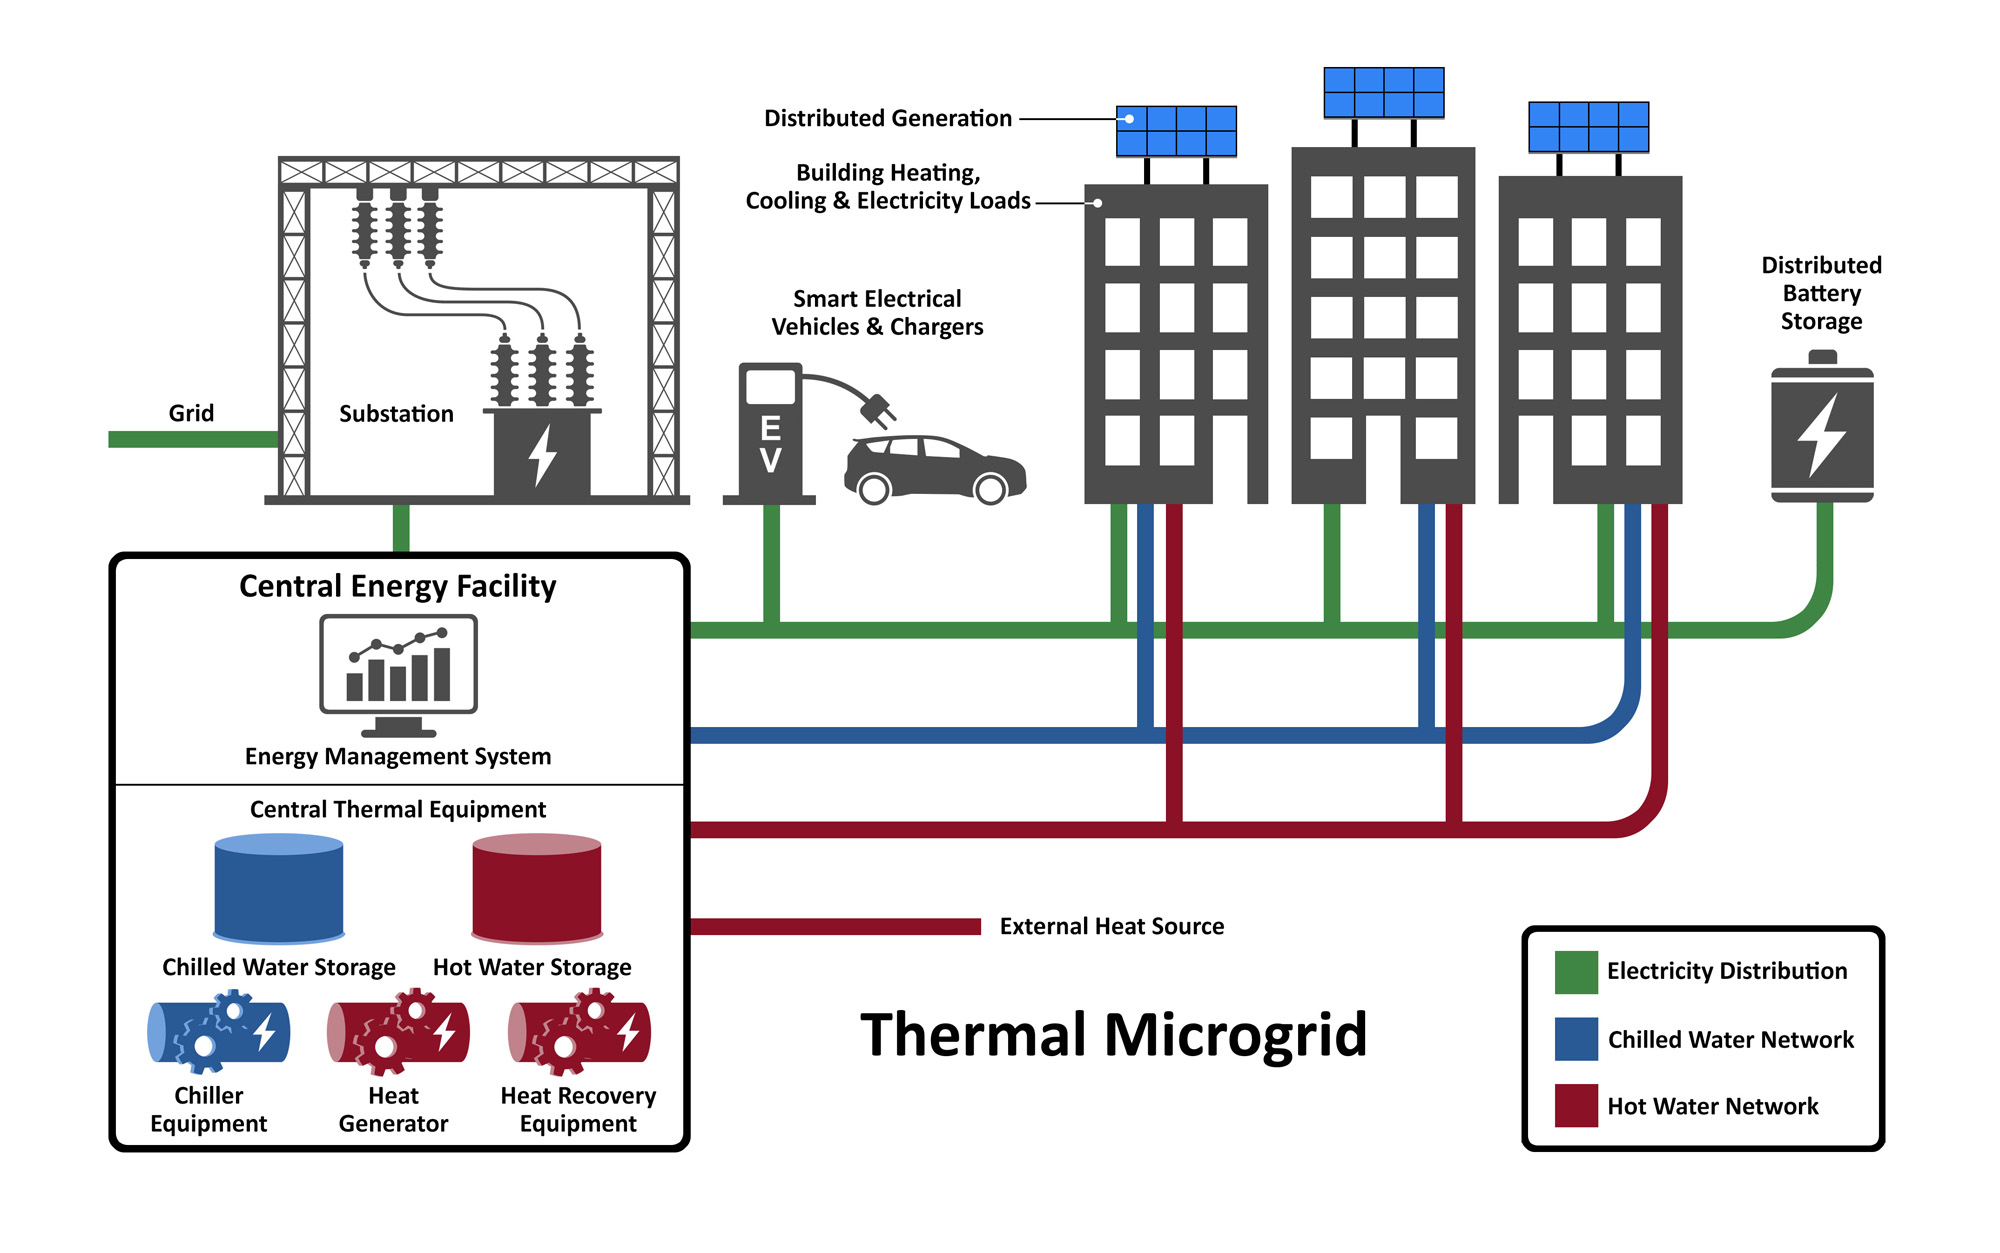 Distributed Generation
Building Heating,
Cooling & Electricity Loads
Smart Electrical
Vehicles & Chargers
Distributed
Battery
Storage
Grid
Substation
E
V
Central Energy Facility
Energy Management System
Central Thermal Equipment
Chilled Water Storage
Hot Water Storage
Chiller
Equipment
Heat
Generator
Heat Recovery
Equipment
External Heat Source
Thermal Microgrid
Electricity Distribution
Chilled Water Network
Hot Water Network